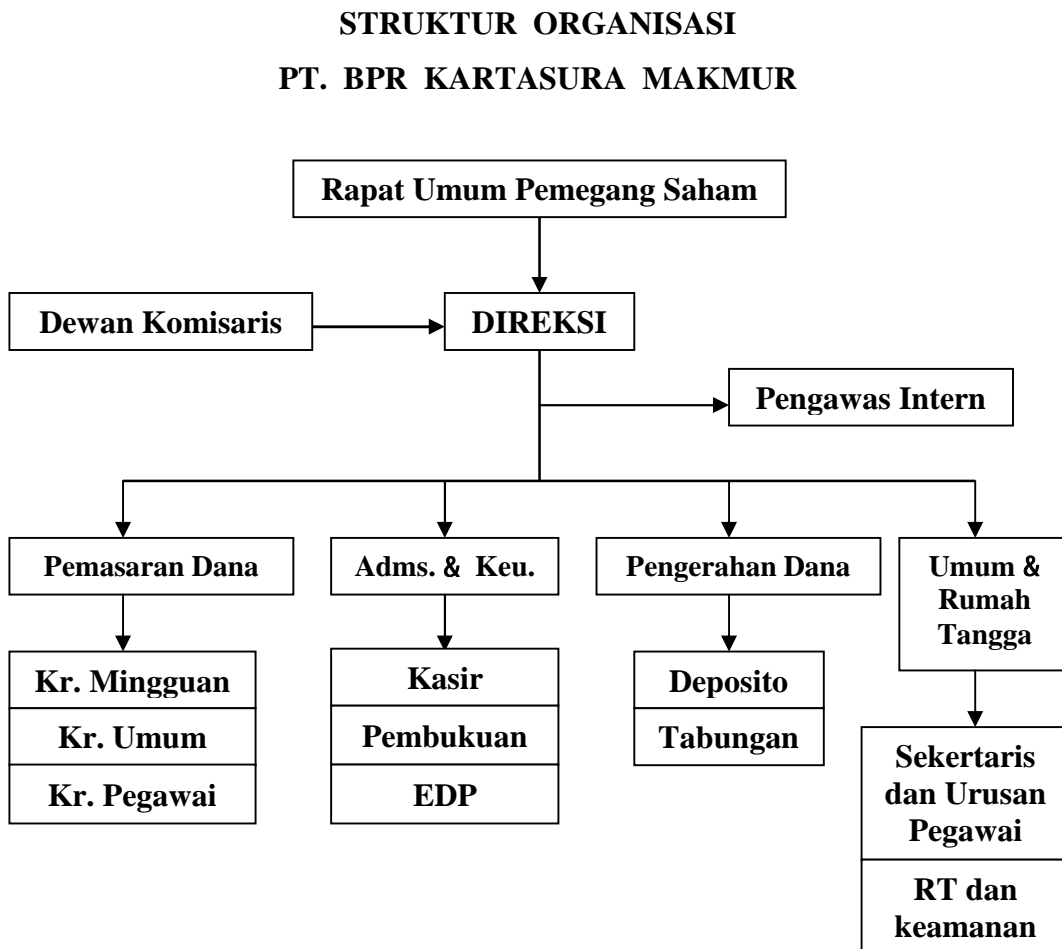 STRUKTUR ORGANISASI
PT. BPR KARTASURA MAKMUR
Rapat Umum Pemegang Saham
Dewan Komisaris
DIREKSI
Pengawas Intern
Pemasaran Dana
Adms. & Keu.
Pengerahan Dana
Umum &
Rumah
Tangga
Kr. Mingguan
Kr. Umum
Kr. Pegawai
Kasir
Pembukuan
EDP
Deposito
Tabungan
Sekertaris
dan Urusan
Pegawai
RT dan
keamanan